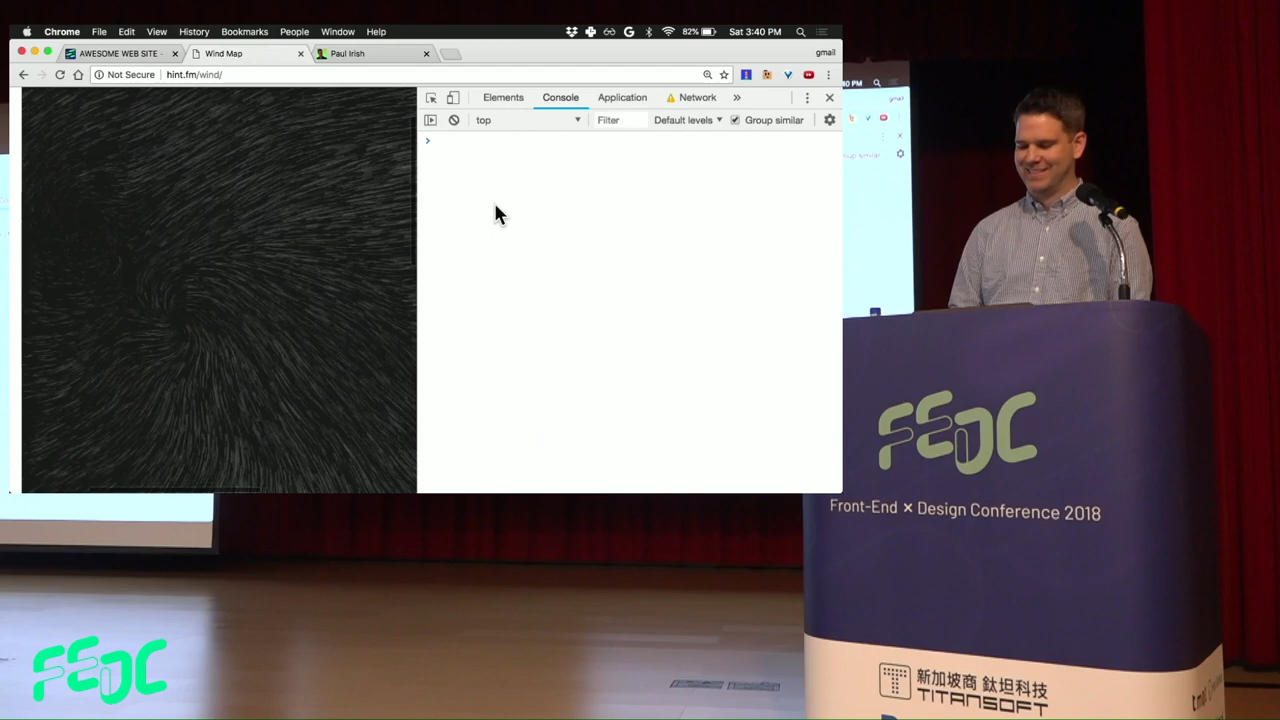 Chrome File Edit View History Bookmarks People Window Help 82% Sat 3:40 PM
AWESOME WEB SITE - Wind Map Paul Irish gmail
Not Secure hint.fm/wind/
Elements Console Application Network »
top Filter Default levels Group similar
FEDC
Front-End × Design Conference 2018
新加坡商 鈦坦科技
TITANSOFT
FEDC